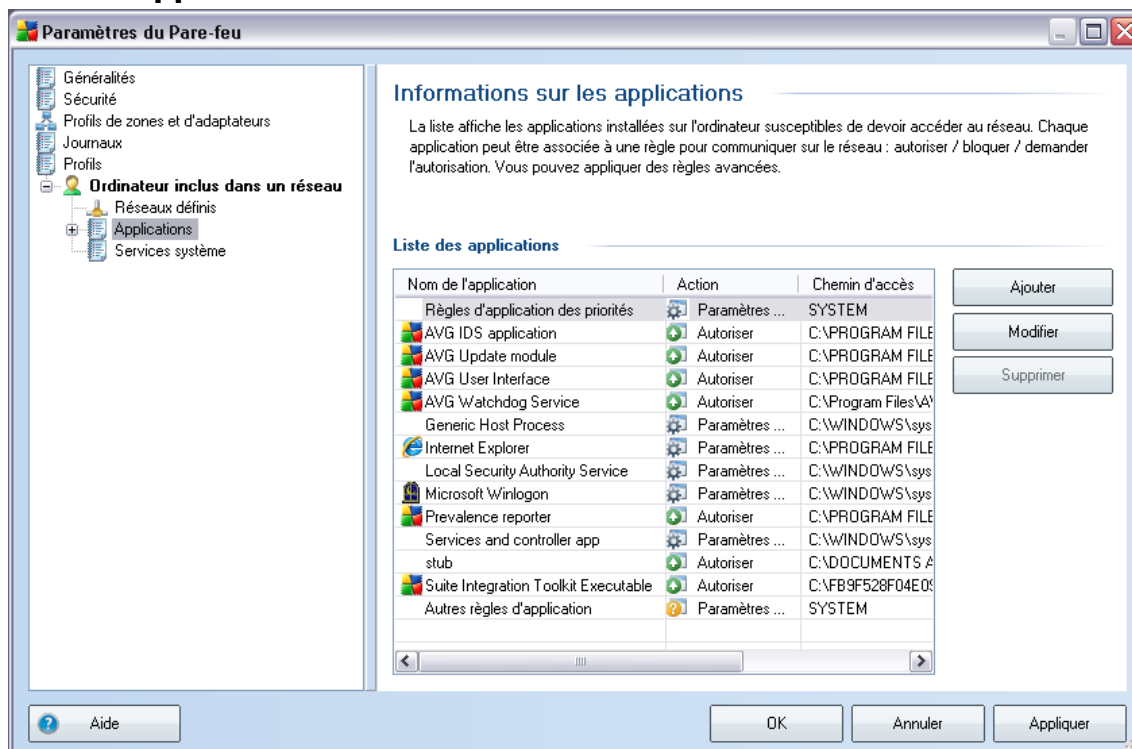 Paramètres du Pare-feu
Généralités
Sécurité
Profils de zones et d'adaptateurs
Journaux
Profils
Ordinateur inclus dans un réseau
Réseaux définis
Applications
Services système
Informations sur les applications
La liste affiche les applications installées sur l'ordinateur susceptibles de devoir accéder au réseau. Chaque
application peut être associée à une règle pour communiquer sur le réseau : autoriser / bloquer / demander
l'autorisation. Vous pouvez appliquer des règles avancées.
Liste des applications
Nom de l'application Action Chemin d'accès
Règles d'application des priorités Paramètres ... SYSTEM
AVG IDS application Autoriser C:\PROGRAM FILE
AVG Update module Autoriser C:\PROGRAM FILE
AVG User Interface Autoriser C:\PROGRAM FILE
AVG Watchdog Service Autoriser C:\Program Files\AV
Generic Host Process Paramètres ... C:\WINDOWS\sys
Internet Explorer Paramètres ... C:\PROGRAM FILE
Local Security Authority Service Paramètres ... C:\WINDOWS\sys
Microsoft Winlogon Paramètres ... C:\WINDOWS\sys
Prevalence reporter Autoriser C:\PROGRAM FILE
Services and controller app Paramètres ... C:\WINDOWS\sys
stub Autoriser C:\DOCUMENTS A
Suite Integration Toolkit Executable Autoriser C:\FB9F528F04E09
Autres règles d'application Paramètres ... SYSTEM
Ajouter
Modifier
Supprimer
Aide
OK
Annuler
Appliquer